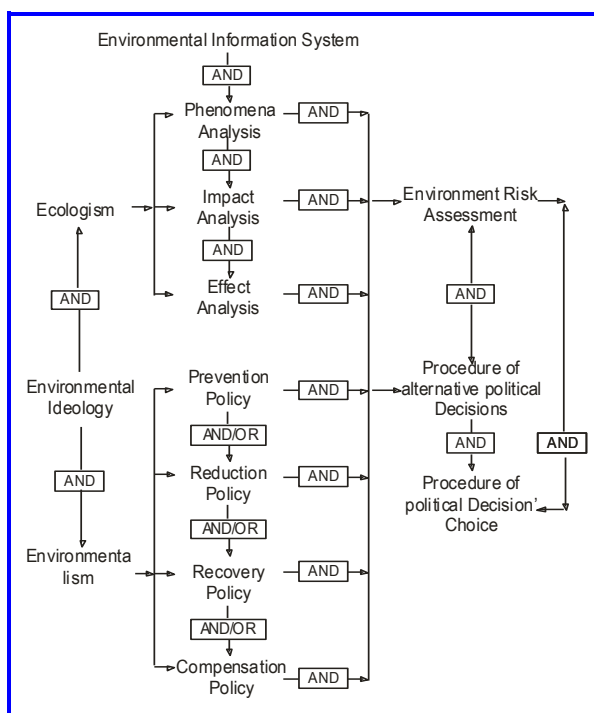 Environmental Information System
AND
Phenomena
Analysis
AND
AND
Impact
Analysis
AND
AND
Effect
Analysis
AND
Ecologism
AND
Environmental
Ideology
AND
Environmenta
lism
Prevention
Policy
AND
AND/OR
Reduction
Policy
AND
AND/OR
Recovery
Policy
AND
AND/OR
Compensation
Policy
AND
Environment Risk
Assessment
AND
Procedure of
alternative political
Decisions
AND
AND
Procedure of
political Decision'
Choice